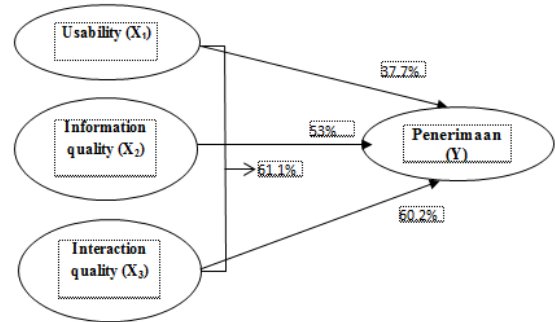 Usability (X₁)
37.7%
Information
quality (X₂)
53%
Penerimaan
(Y)
61.1%
60.2%
Interaction
quality (X₃)